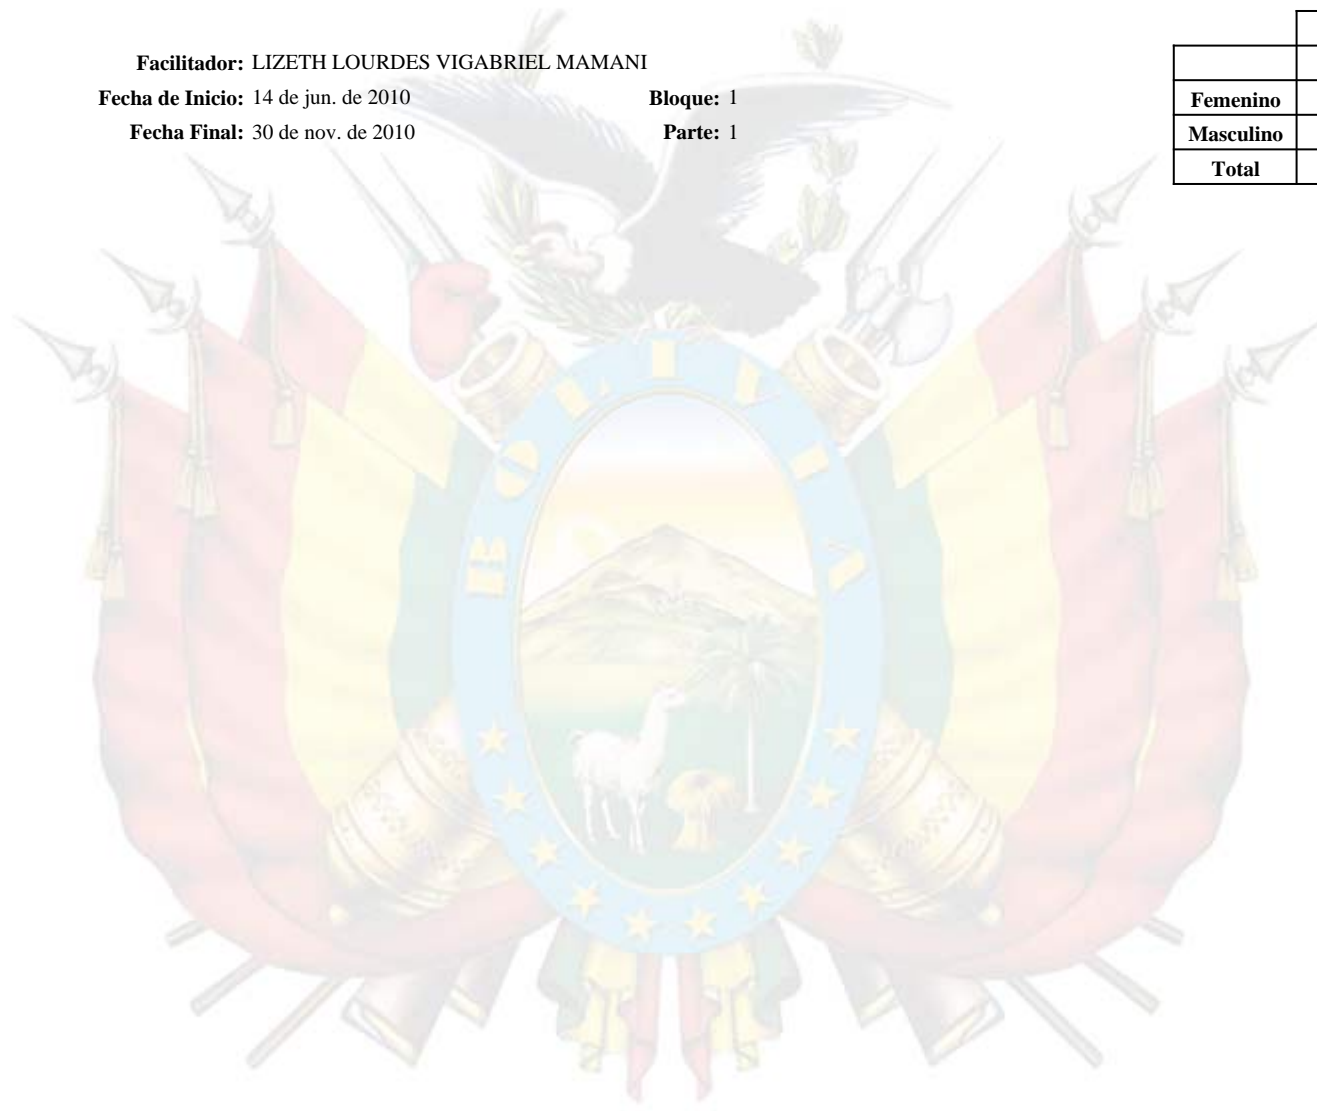 Facilitador: LIZETH LOURDES VIGABRIEL MAMANI
Fecha de Inicio: 14 de jun. de 2010 Bloque: 1
Fecha Final: 30 de nov. de 2010 Parte: 1
Femenino
Masculino
Total
BOLIVIA